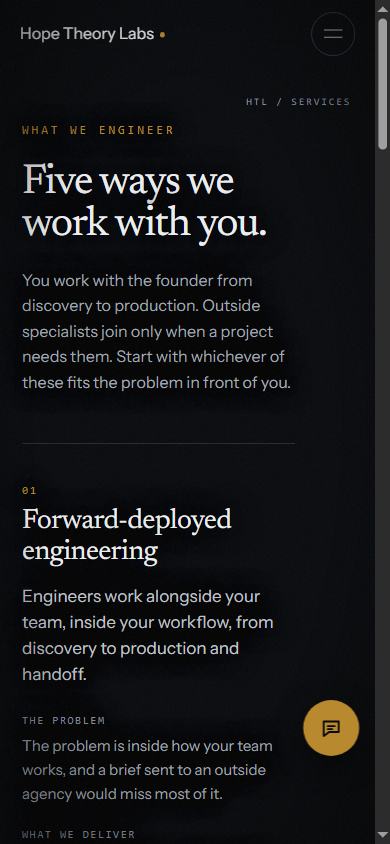 Hope Theory Labs
HTL / SERVICES
WHAT WE ENGINEER
Five ways we
work with you.
You work with the founder from
discovery to production. Outside
specialists join only when a project
needs them. Start with whichever of
these fits the problem in front of you.
01
Forward-deployed
engineering
Engineers work alongside your
team, inside your workflow, from
discovery to production and
handoff.
THE PROBLEM
The problem is inside how your team
works, and a brief sent to an outside
agency would miss most of it.
WHAT WE DELIVER